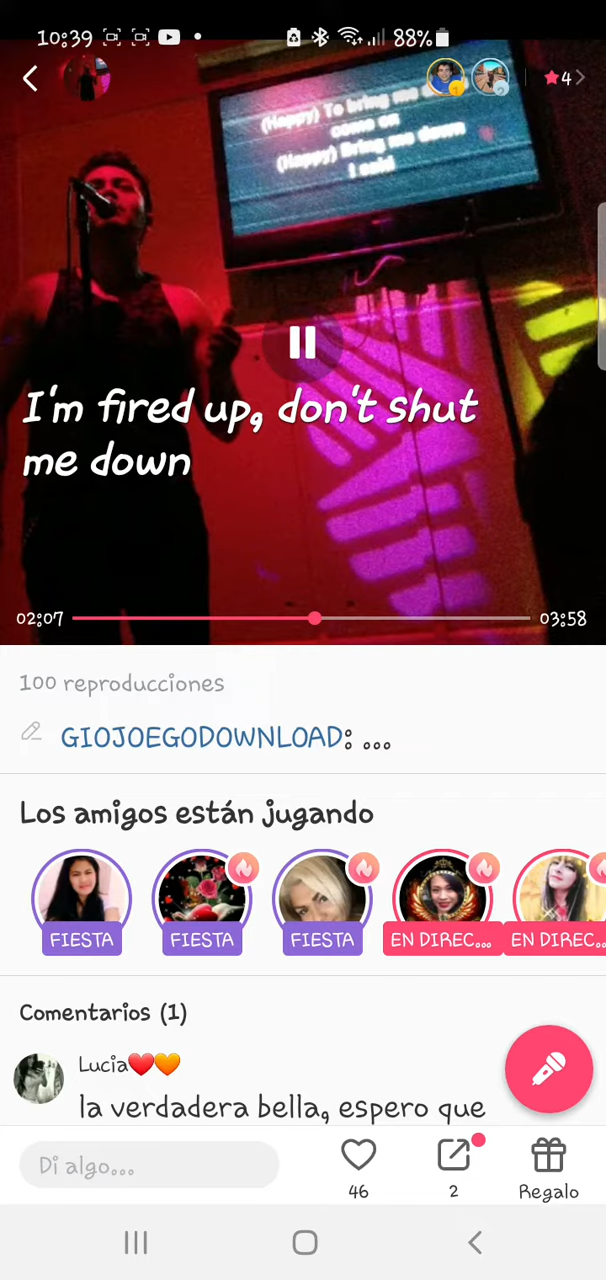 10:39
88%
4
(Happy) To bring me
come on
(Happy) Bring me down
I said
I'm fired up, don't shut
me down
02:07
03:58
100 reproducciones
GIOJOEGODOWNLOAD: ...
Los amigos están jugando
FIESTA
FIESTA
FIESTA
EN DIREC...
EN DIREC...
Comentarios (1)
Lucia❤️🧡
la verdadera bella, espero que
Di algo...
46
2
Regalo